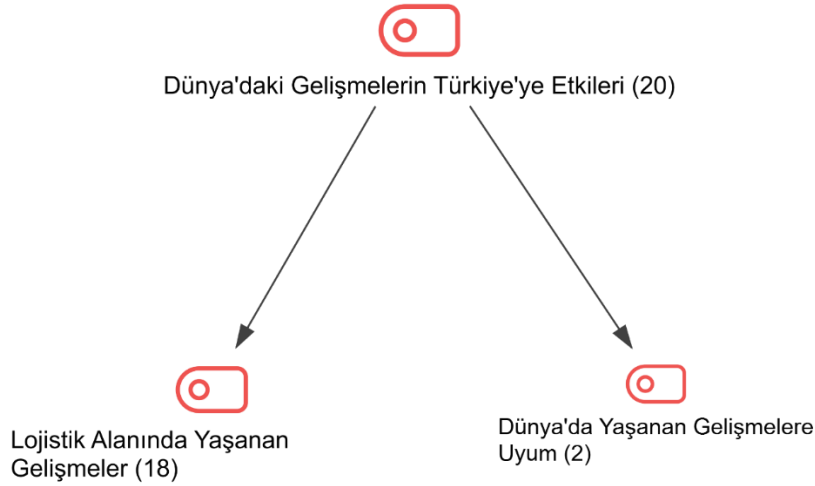 Dünya'daki Gelişmelerin Türkiye'ye Etkileri (20)
Lojistik Alanında Yaşanan
Gelişmeler (18)
Dünya'da Yaşanan Gelişmelere
Uyum (2)